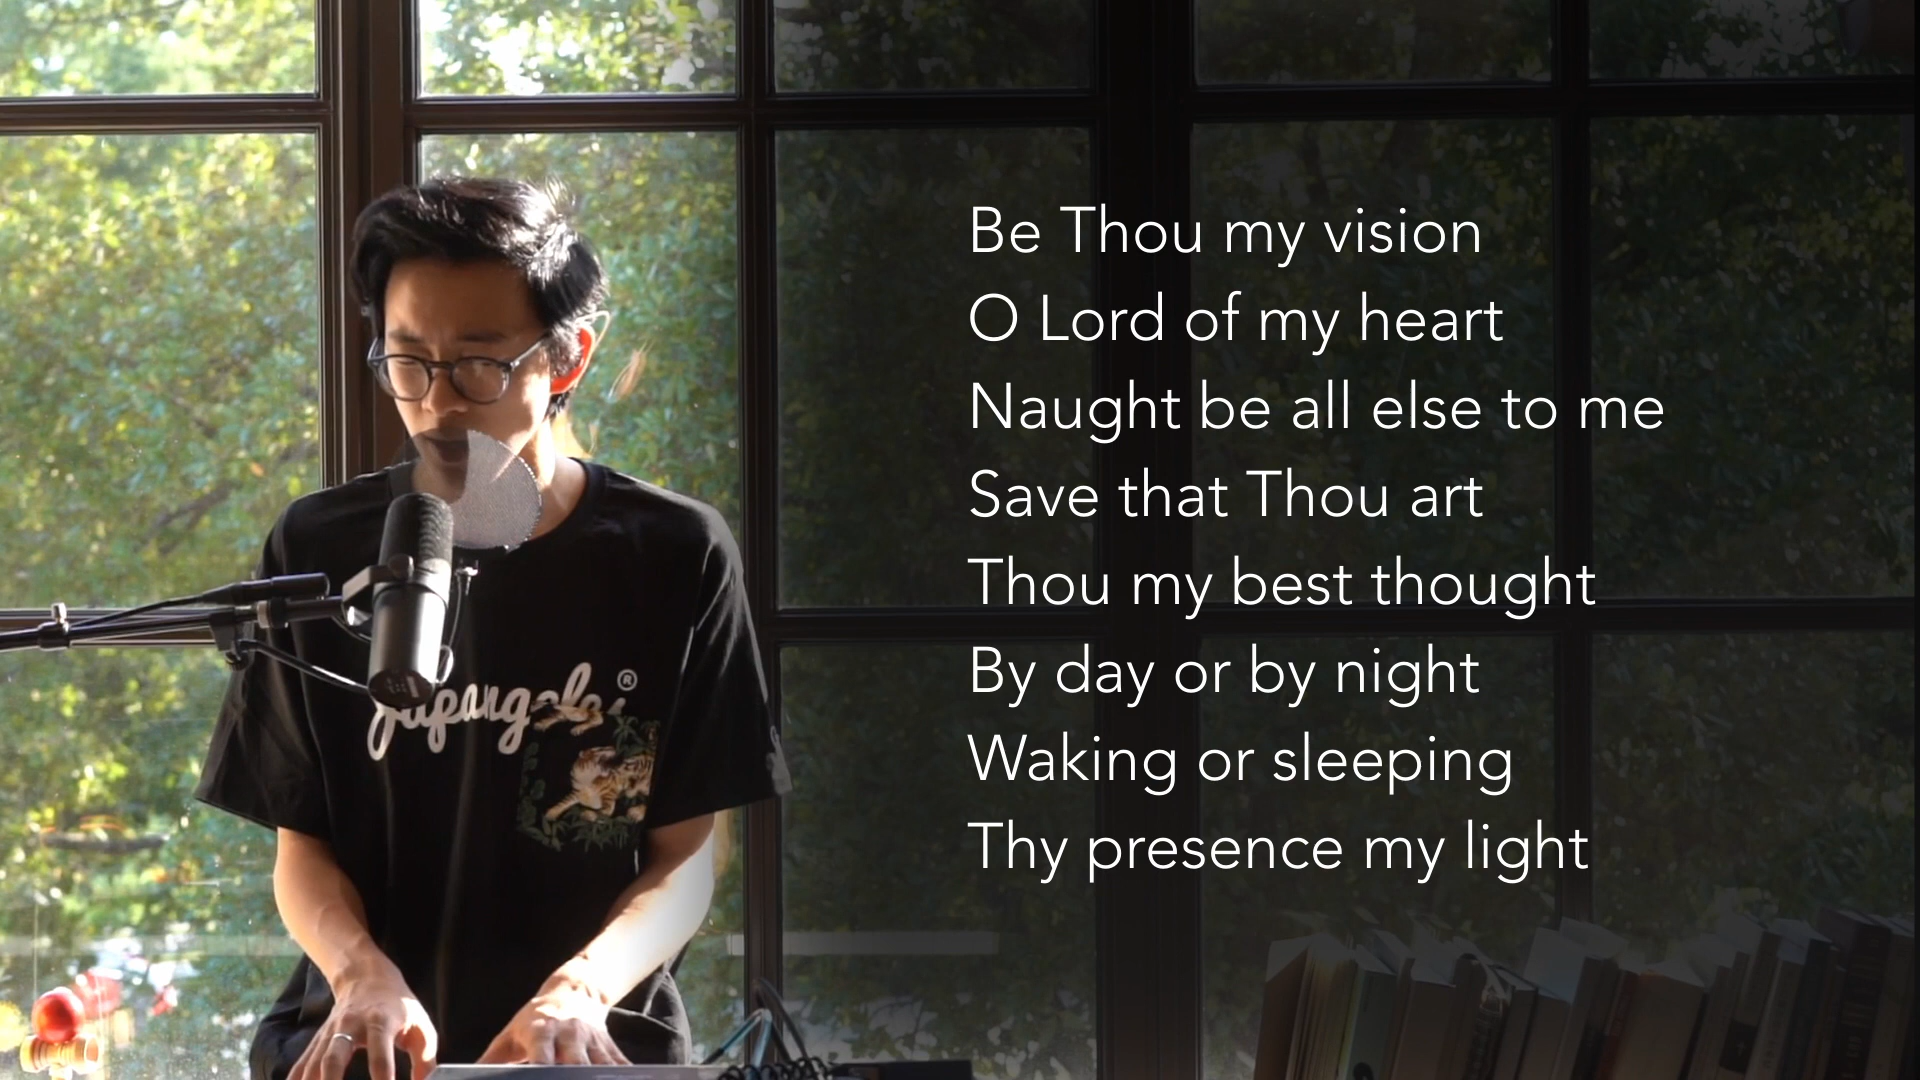 Be Thou my vision
O Lord of my heart
Naught be all else to me
Save that Thou art
Thou my best thought
By day or by night
Waking or sleeping
Thy presence my light
®